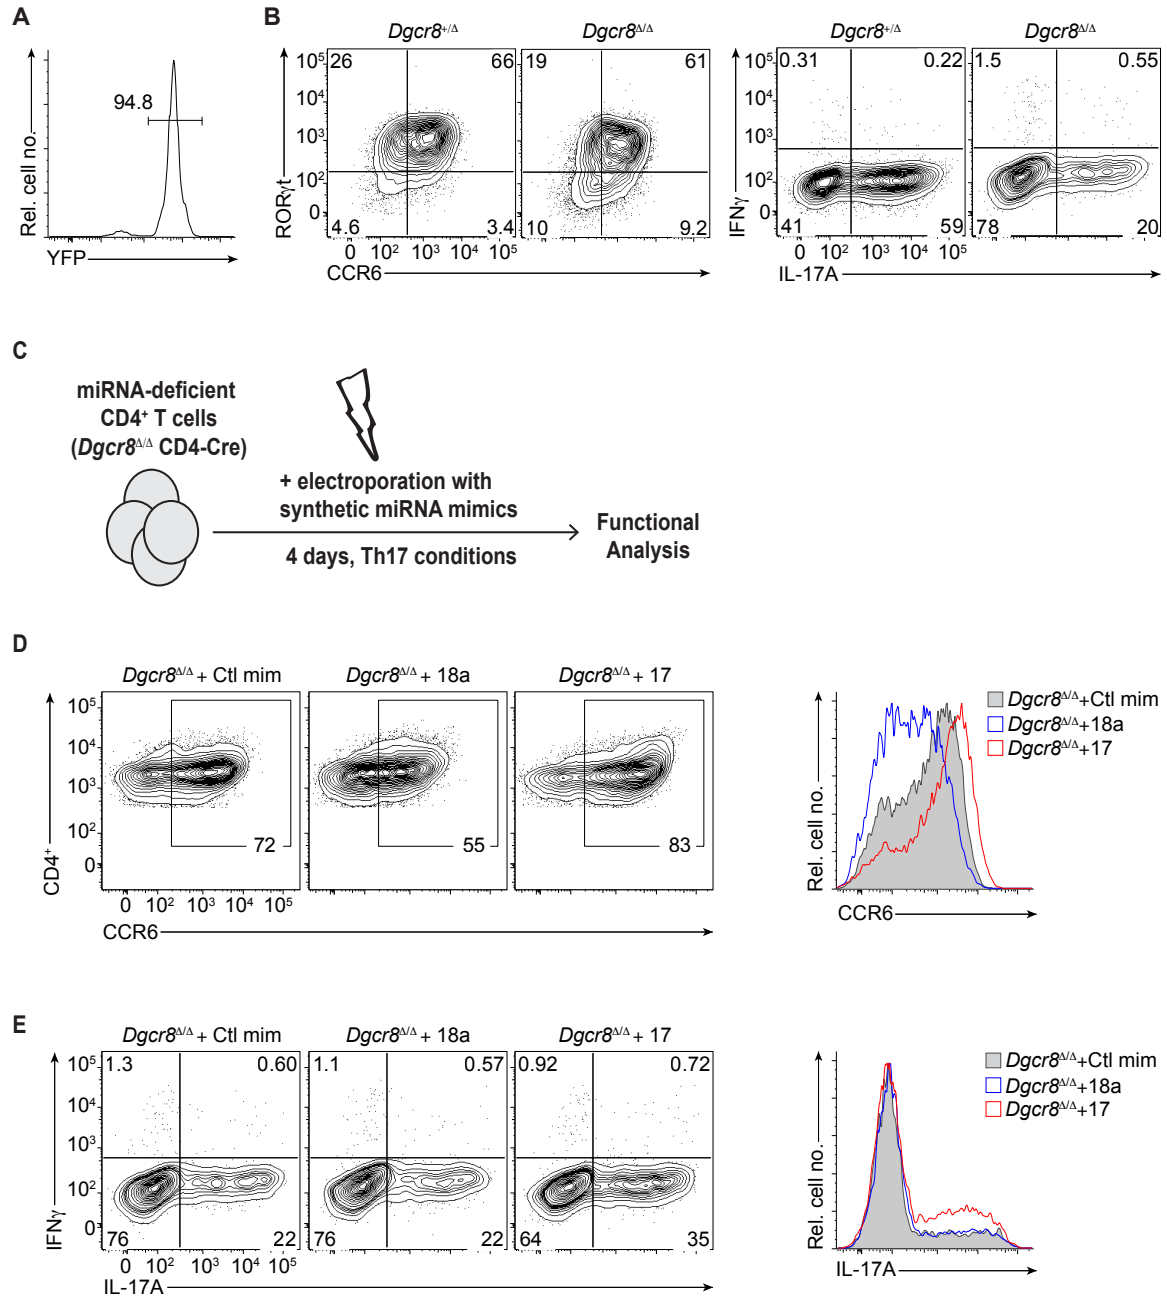 A
Rel. cell no.
94.8
YFP
B
Dgcr8+/Δ
Dgcr8Δ/Δ
RORγt
10⁵
10⁴
10³
10²
0
26
66
4.6
3.4
19
61
10
9.2
0 10² 10³ 10⁴ 10⁵
CCR6
Dgcr8+/Δ
Dgcr8Δ/Δ
IFNγ
10⁵
10⁴
10³
10²
0
0.31
0.22
41
59
1.5
0.55
78
20
0 10² 10³ 10⁴ 10⁵
IL-17A
C
miRNA-deficient
CD4⁺ T cells
(Dgcr8Δ/Δ CD4-Cre)
+ electroporation with
synthetic miRNA mimics
4 days, Th17 conditions
Functional
Analysis
D
Dgcr8Δ/Δ + Ctl mim
Dgcr8Δ/Δ + 18a
Dgcr8Δ/Δ + 17
CD4⁺
10⁵
10⁴
10³
10²
0
72
55
83
0 10² 10³ 10⁴ 10⁵
CCR6
Rel. cell no.
Dgcr8Δ/Δ+Ctl mim
Dgcr8Δ/Δ+18a
Dgcr8Δ/Δ+17
CCR6
E
Dgcr8Δ/Δ + Ctl mim
Dgcr8Δ/Δ + 18a
Dgcr8Δ/Δ + 17
IFNγ
10⁵
10⁴
10³
10²
0
1.3
0.60
76
22
1.1
0.57
76
22
0.92
0.72
64
35
0 10² 10³ 10⁴ 10⁵
IL-17A
Rel. cell no.
Dgcr8Δ/Δ+Ctl mim
Dgcr8Δ/Δ+18a
Dgcr8Δ/Δ+17
IL-17A